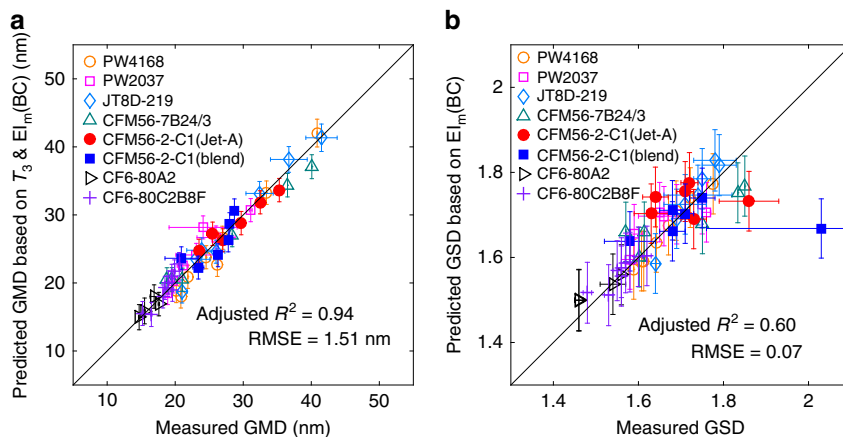 a
Predicted GMD based on T₃ & EIₘ(BC) (nm)
50
40
30
20
10
PW4168
PW2037
JT8D-219
CFM56-7B24/3
CFM56-2-C1(Jet-A)
CFM56-2-C1(blend)
CF6-80A2
CF6-80C2B8F
Adjusted R² = 0.94
RMSE = 1.51 nm
10 20 30 40 50
Measured GMD (nm)
b
Predicted GSD based on EIₘ(BC)
2
1.8
1.6
1.4
PW4168
PW2037
JT8D-219
CFM56-7B24/3
CFM56-2-C1(Jet-A)
CFM56-2-C1(blend)
CF6-80A2
CF6-80C2B8F
Adjusted R² = 0.60
RMSE = 0.07
1.4 1.6 1.8 2
Measured GSD